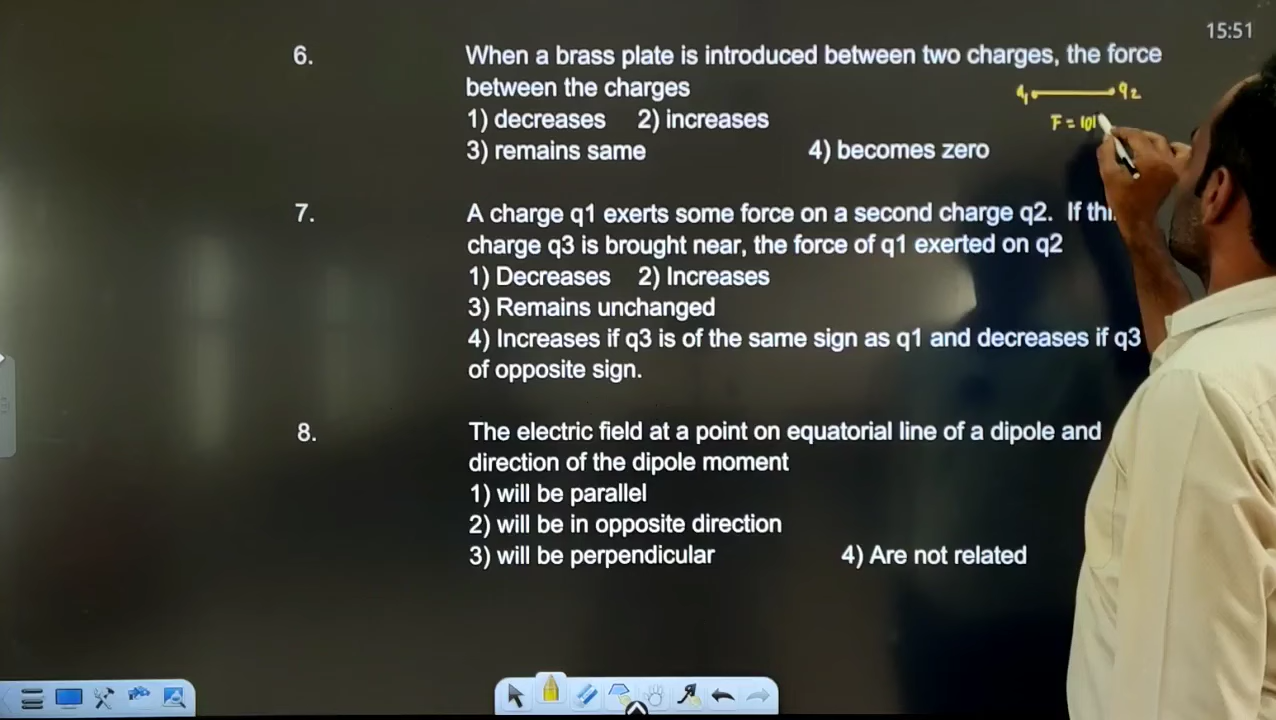 15:51
6.
When a brass plate is introduced between two charges, the force
between the charges
1) decreases 2) increases
3) remains same 4) becomes zero
q1 q2
F = 10
7.
A charge q1 exerts some force on a second charge q2. If
charge q3 is brought near, the force of q1 exerted on q2
1) Decreases 2) Increases
3) Remains unchanged
4) Increases if q3 is of the same sign as q1 and decreases if q3
of opposite sign.
8.
The electric field at a point on equatorial line of a dipole and
direction of the dipole moment
1) will be parallel
2) will be in opposite direction
3) will be perpendicular 4) Are not related